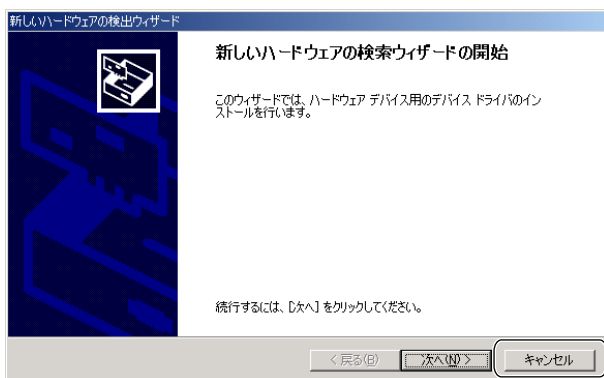 新しいハードウェアの検出ウィザード
新しいハードウェアの検索ウィザードの開始
このウィザードでは、ハードウェア デバイス用のデバイス ドライバのイン
ストールを行います。
続行するには、[次へ] をクリックしてください。
< 戻る(B)
次へ(N) >
キャンセル